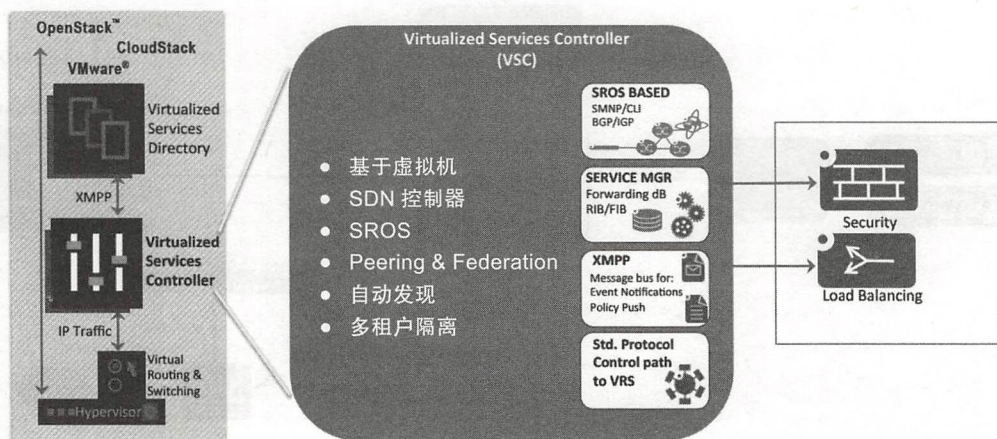 OpenStack™
CloudStack
VMware®
Virtualized
Services
Directory
XMPP
Virtualized
Services
Controller
IP Traffic
Virtual
Routing &
Switching
Hypervisor
Virtualized Services Controller
(VSC)
基于虚拟机
SDN 控制器
SROS
Peering & Federation
自动发现
多租户隔离
SROS BASED
SMNP/CLI
BGP/IGP
SERVICE MGR
Forwarding dB
RIB/FIB
XMPP
Message bus for:
Event Notifications
Policy Push
Std. Protocol
Control path
to VRS
Security
Load Balancing